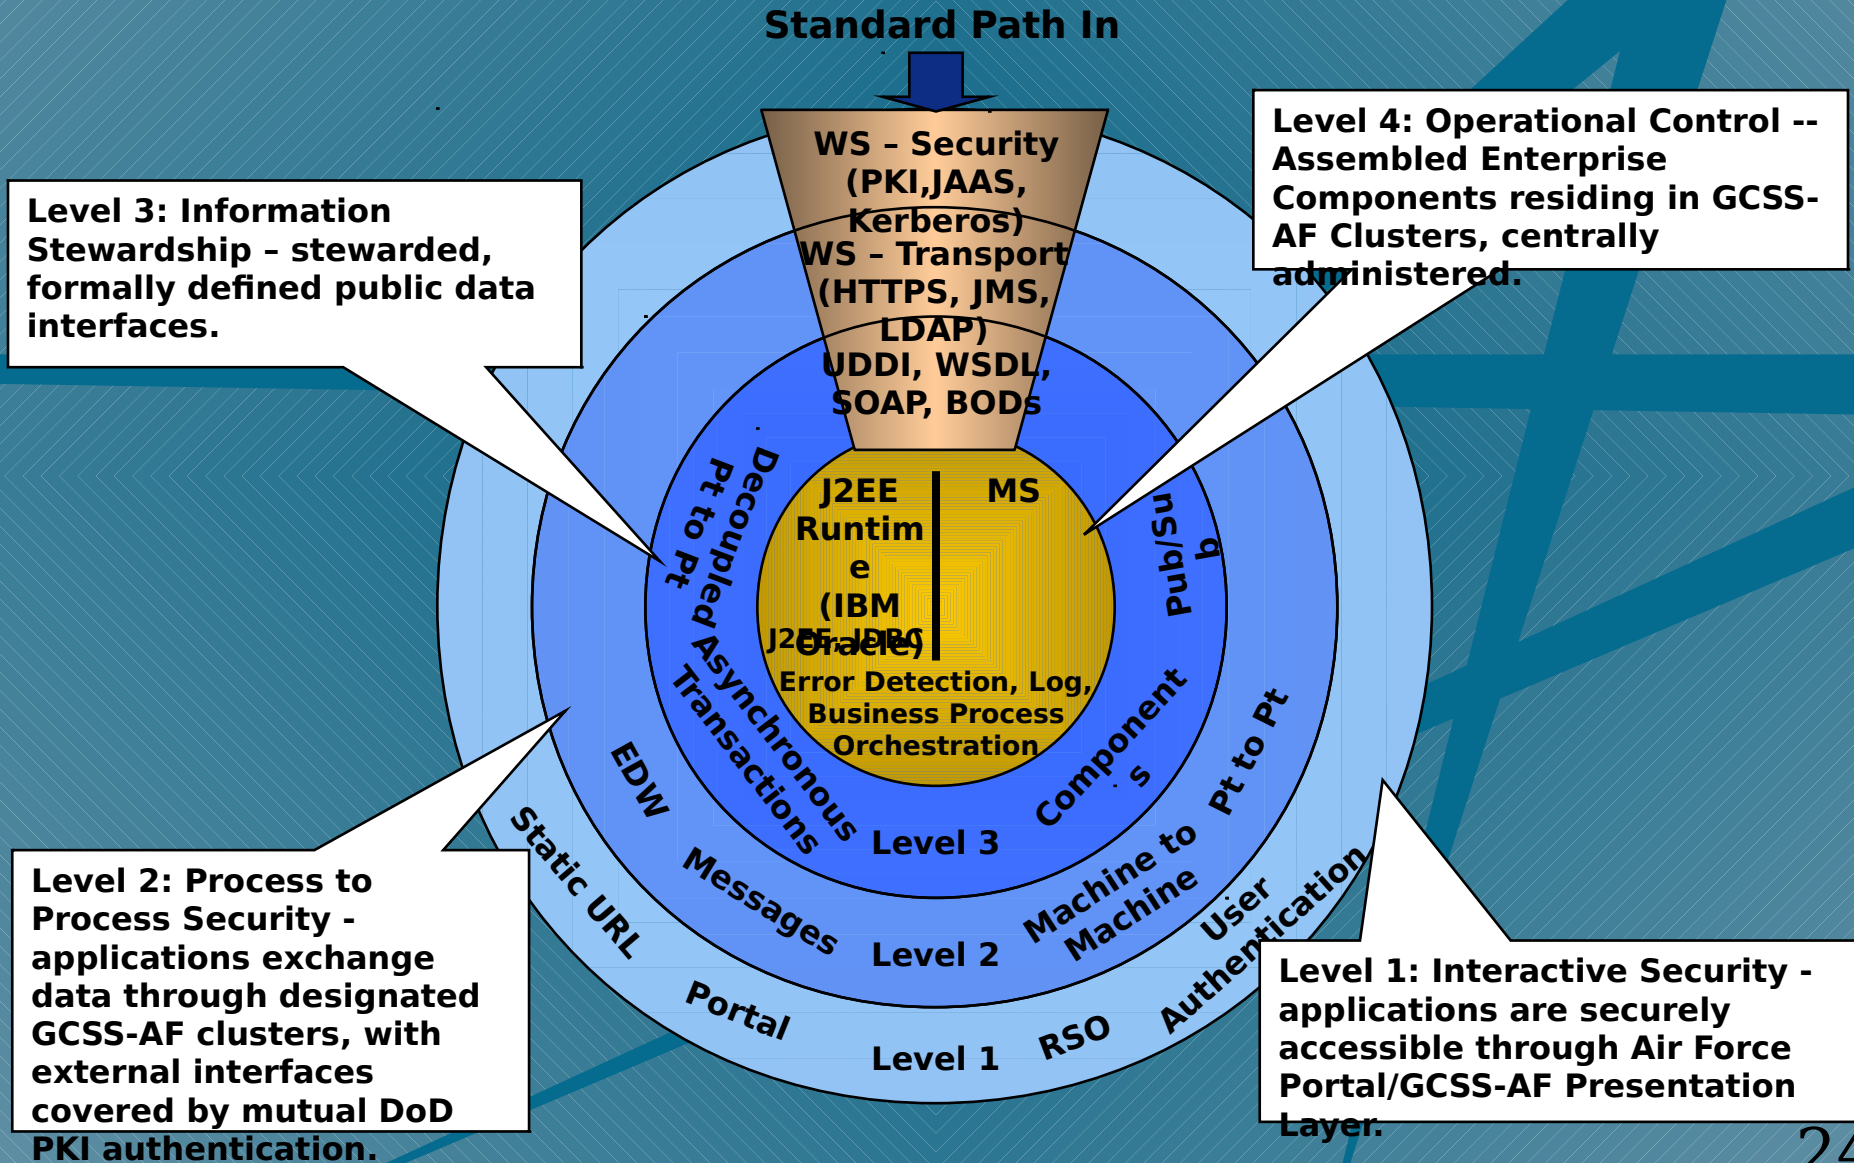 Standard Path In
WS – Security
(PKI,JAAS,
Kerberos)
WS – Transport
(HTTPS, JMS,
LDAP)
UDDI, WSDL,
SOAP, BODs
Level 4: Operational Control --
Assembled Enterprise
Components residing in GCSS-
AF Clusters, centrally
administered.
Level 3: Information
Stewardship – stewarded,
formally defined public data
interfaces.
Decoupled
Pt to Pt
J2EE
Runtim
e
(IBM
Oracle)
MS
J2EE, JDBC
Error Detection, Log,
Business Process
Orchestration
Pub/Su
b
Asynchronous
Transactions
Component
s
Level 3
EDW
Messages
Level 2
Machine to
Machine
Pt to Pt
Static URL
Portal
Level 1
RSO
User
Authentication
Level 2: Process to
Process Security -
applications exchange
data through designated
GCSS-AF clusters, with
external interfaces
covered by mutual DoD
PKI authentication.
Level 1: Interactive Security -
applications are securely
accessible through Air Force
Portal/GCSS-AF Presentation
Layer.
24